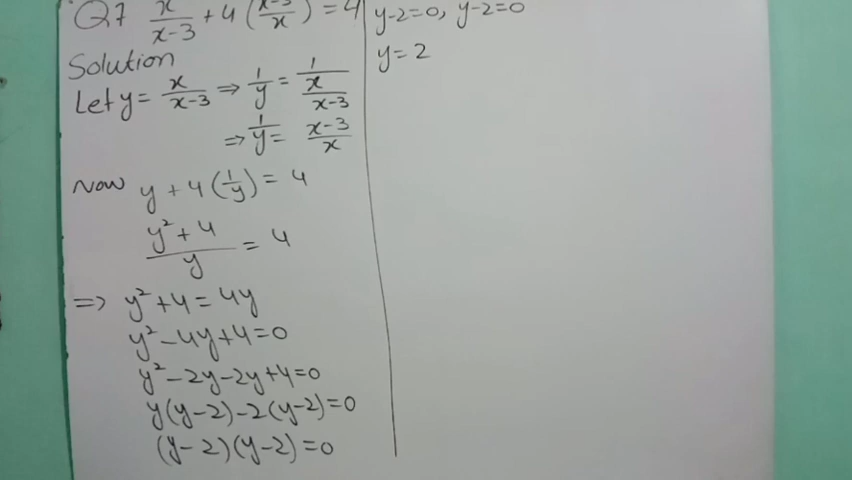 Q.7 x/(x-3) + 4((x-3)/x) = 4
Solution
Let y = x/(x-3) ⇒ 1/y = 1/(x/(x-3))
⇒ 1/y = (x-3)/x
Now y + 4(1/y) = 4
(y²+4)/y = 4
⇒ y²+4 = 4y
y²-4y+4=0
y²-2y-2y+4=0
y(y-2)-2(y-2)=0
(y-2)(y-2)=0
y-2=0, y-2=0
y=2